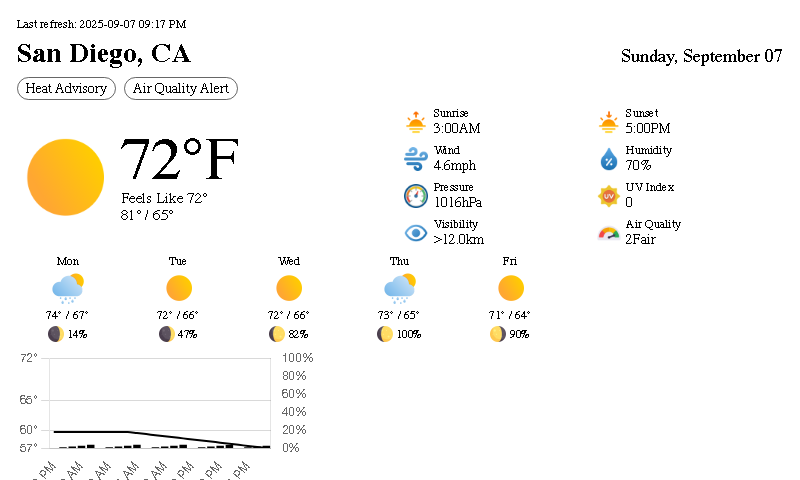 Last refresh: 2025-09-07 09:17 PM
San Diego, CA
Sunday, September 07
Heat Advisory
Air Quality Alert
72°F
Feels Like 72°
81° / 65°
Sunrise
3:00AM
Sunset
5:00PM
Wind
4.6mph
Humidity
70%
Pressure
1016hPa
UV Index
0
Visibility
>12.0km
Air Quality
2Fair
Mon
Tue
Wed
Thu
Fri
74° / 67°
72° / 66°
72° / 66°
73° / 65°
71° / 64°
14%
47%
82%
100%
90%
72°
65°
60°
57°
100%
80%
60%
40%
20%
0%
PM
AM
AM
AM
AM
PM
PM
PM